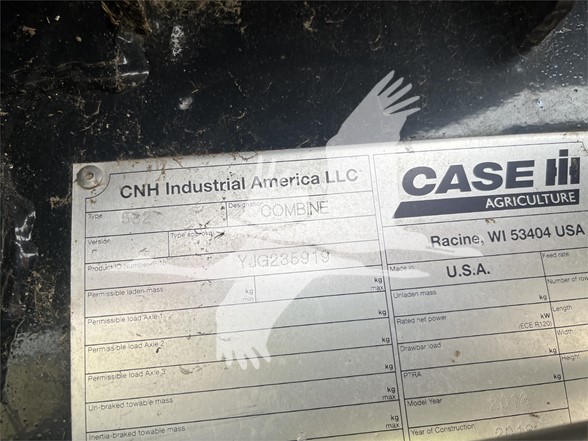 CNH Industrial America LLC
CASE IH
AGRICULTURE
Racine, WI 53404 USA
Type
Designation COMBINE
Version
Type approval
Product ID Number YJG235919
Permissible laden mass kg max
Permissible load Axle 1 kg
Permissible load Axle 2 kg
Permissible load Axle 3 kg
Un-braked towable mass kg max
Inertia-braked towable mass kg
Made in U.S.A. Feed rate
Unladen mass kg Number of row
Rated net power kW (ECE R120) Length
Drawbar load kg Width
PTRA kg Height
Model Year
Year of Construction